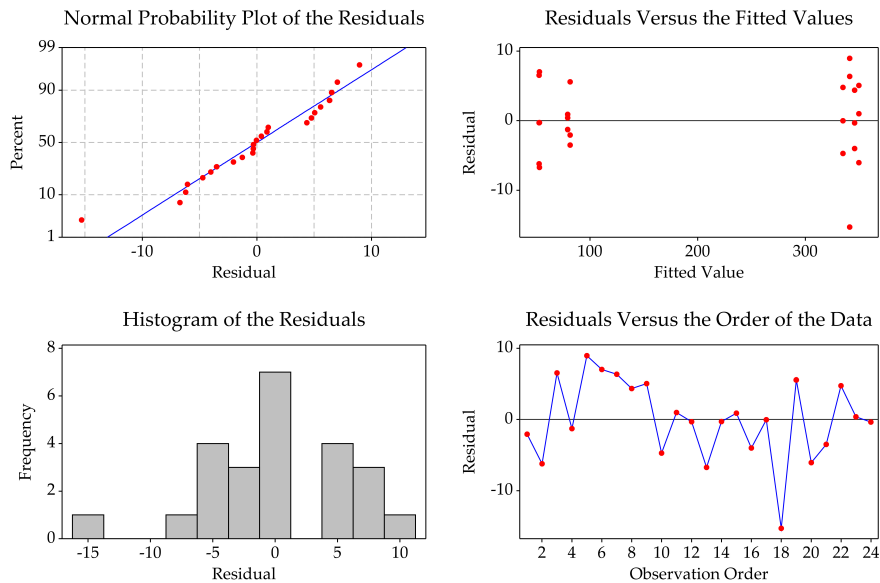 Normal Probability Plot of the Residuals
99
90
50
10
1
Percent
-10 0 10
Residual
Residuals Versus the Fitted Values
10
0
-10
Residual
100 200 300
Fitted Value
Histogram of the Residuals
8
6
4
2
0
Frequency
-15 -10 -5 0 5 10
Residual
Residuals Versus the Order of the Data
10
0
-10
Residual
2 4 6 8 10 12 14 16 18 20 22 24
Observation Order